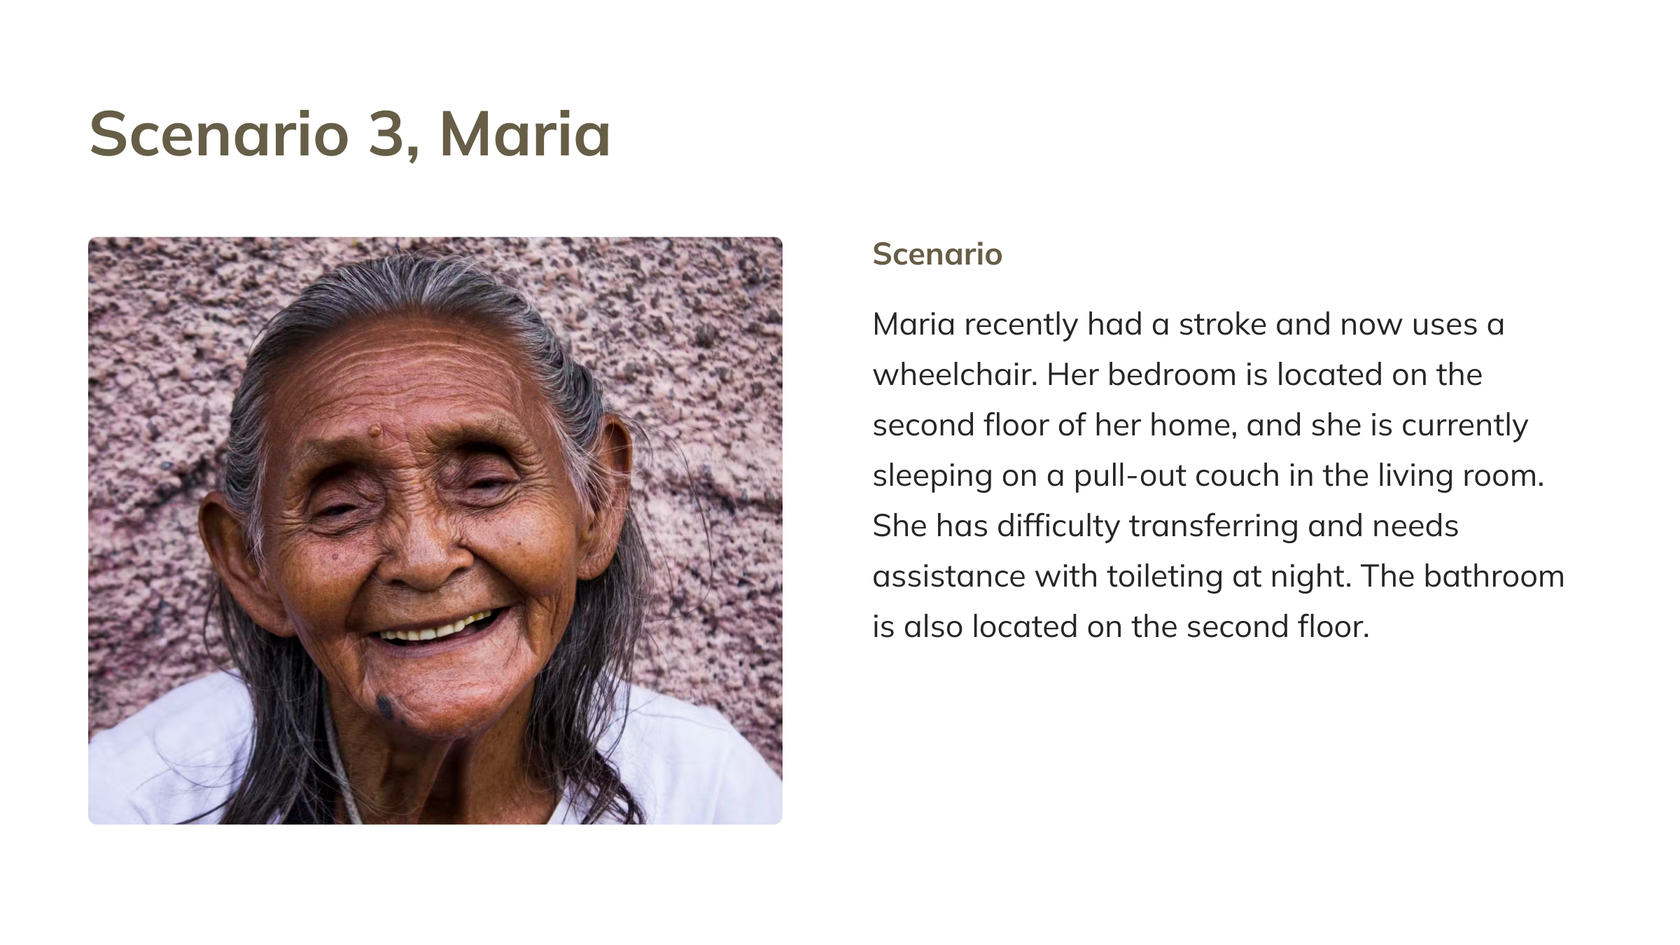 Scenario 3, Maria
Scenario
Maria recently had a stroke and now uses a
wheelchair. Her bedroom is located on the
second floor of her home, and she is currently
sleeping on a pull-out couch in the living room.
She has difficulty transferring and needs
assistance with toileting at night. The bathroom
is also located on the second floor.